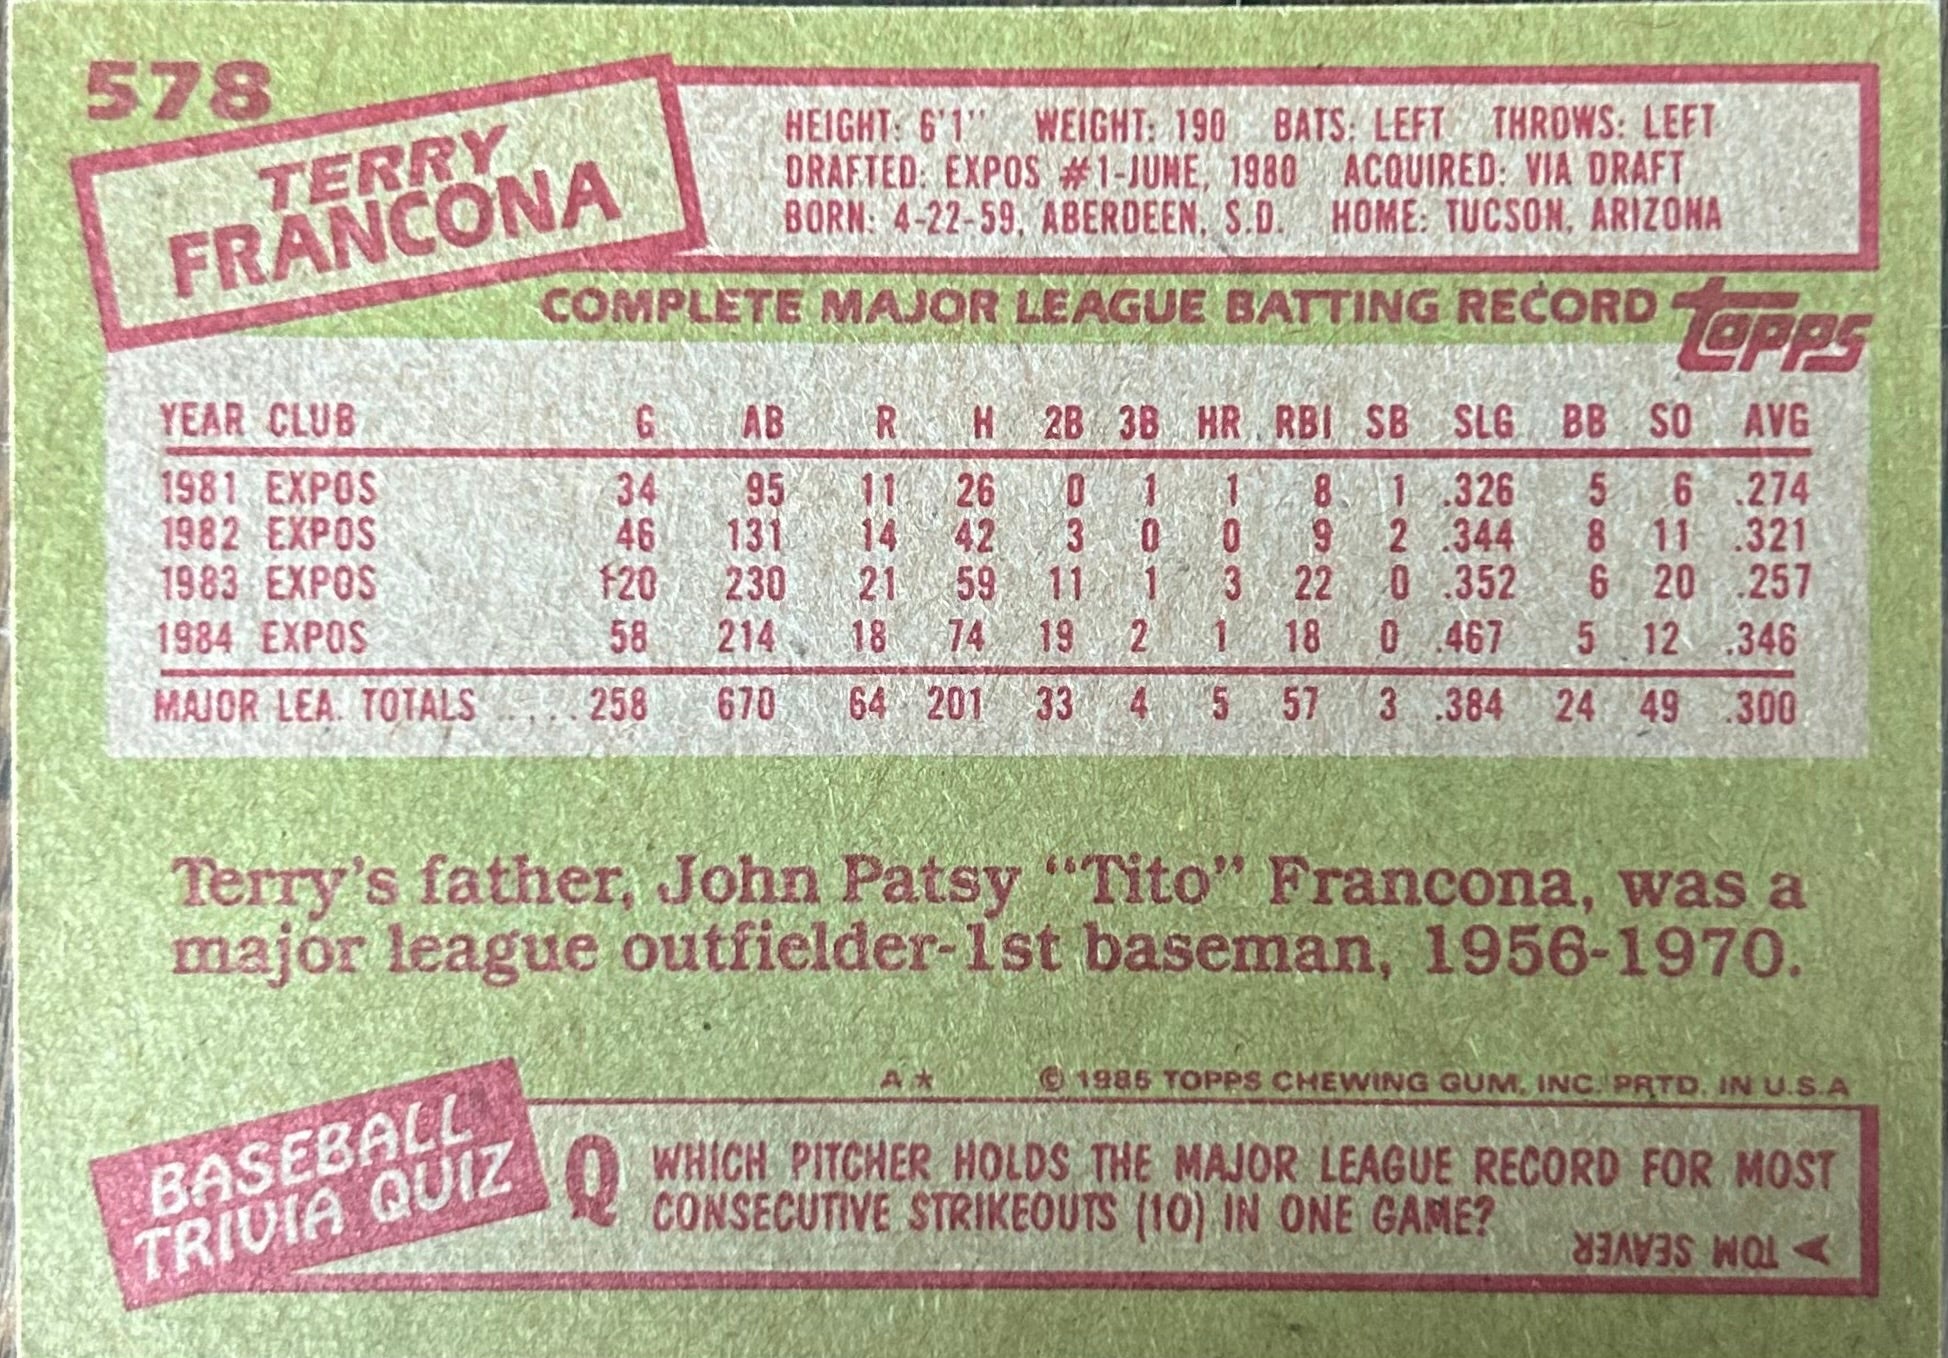 578
TERRY
FRANCONA
HEIGHT: 6'1" WEIGHT: 190 BATS: LEFT THROWS: LEFT
DRAFTED: EXPOS #1-JUNE, 1980 ACQUIRED: VIA DRAFT
BORN: 4-22-59, ABERDEEN, S.D. HOME: TUCSON, ARIZONA
COMPLETE MAJOR LEAGUE BATTING RECORD TOPPS
YEAR CLUB G AB R H 2B 3B HR RBI SB SLG BB SO AVG
1981 EXPOS 34 95 11 26 0 1 1 8 1 .326 5 6 .274
1982 EXPOS 46 131 14 42 3 0 0 9 2 .344 8 11 .321
1983 EXPOS 120 230 21 59 11 1 3 22 0 .352 6 20 .257
1984 EXPOS 58 214 18 74 19 2 1 18 0 .467 5 12 .346
MAJOR LEA. TOTALS ..... 258 670 64 201 33 4 5 57 3 .384 24 49 .300
Terry's father, John Patsy “Tito” Francona, was a
major league outfielder-1st baseman, 1956-1970.
A* © 1985 TOPPS CHEWING GUM, INC. PRTD. IN U.S.A
BASEBALL
TRIVIA QUIZ
Q WHICH PITCHER HOLDS THE MAJOR LEAGUE RECORD FOR MOST
CONSECUTIVE STRIKEOUTS (10) IN ONE GAME?
TOM SEAVER